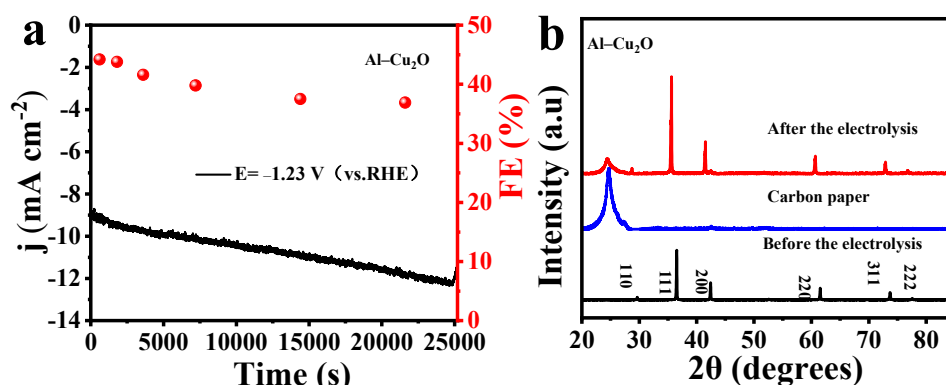 a
Al–Cu₂O
E= –1.23 V（vs.RHE）
j (mA cm⁻²)
0
-2
-4
-6
-8
-10
-12
-14
FE (%)
50
40
30
20
10
0
0 5000 10000 15000 20000 25000
Time (s)
b
Al–Cu₂O
After the electrolysis
Carbon paper
Before the electrolysis
110 111 200 220 311 222
Intensity (a.u)
20 30 40 50 60 70 80
2θ (degrees)